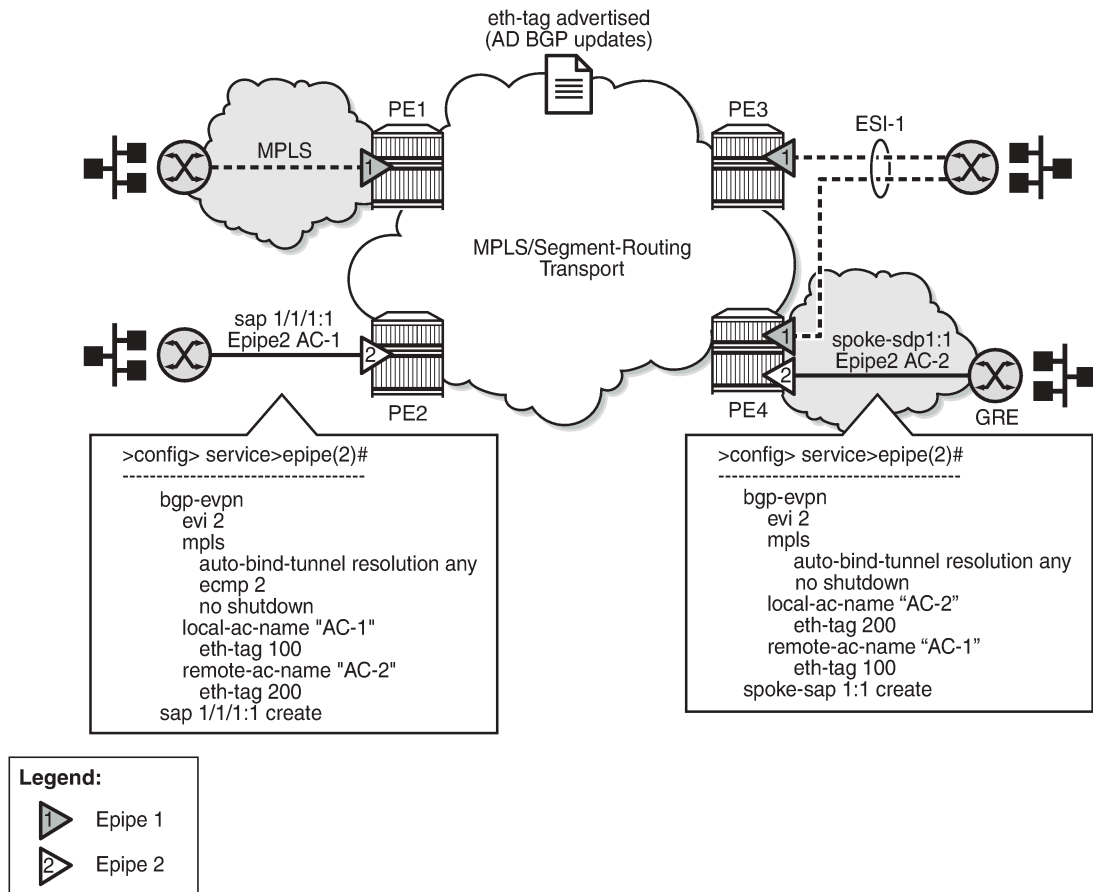 eth-tag advertised
(AD BGP updates)
PE1
PE3
ESI-1
MPLS
1
1
MPLS/Segment-Routing
Transport
sap 1/1/1:1
Epipe2 AC-1
2
PE2
1
spoke-sdp1:1
Epipe2 AC-2
2
PE4
GRE
>config> service>epipe(2)#
-----------------------------------
bgp-evpn
evi 2
mpls
auto-bind-tunnel resolution any
ecmp 2
no shutdown
local-ac-name "AC-1"
eth-tag 100
remote-ac-name "AC-2"
eth-tag 200
sap 1/1/1:1 create
>config> service>epipe(2)#
-----------------------------------
bgp-evpn
evi 2
mpls
auto-bind-tunnel resolution any
no shutdown
local-ac-name “AC-2”
eth-tag 200
remote-ac-name “AC-1”
eth-tag 100
spoke-sap 1:1 create
Legend:
1 Epipe 1
2 Epipe 2